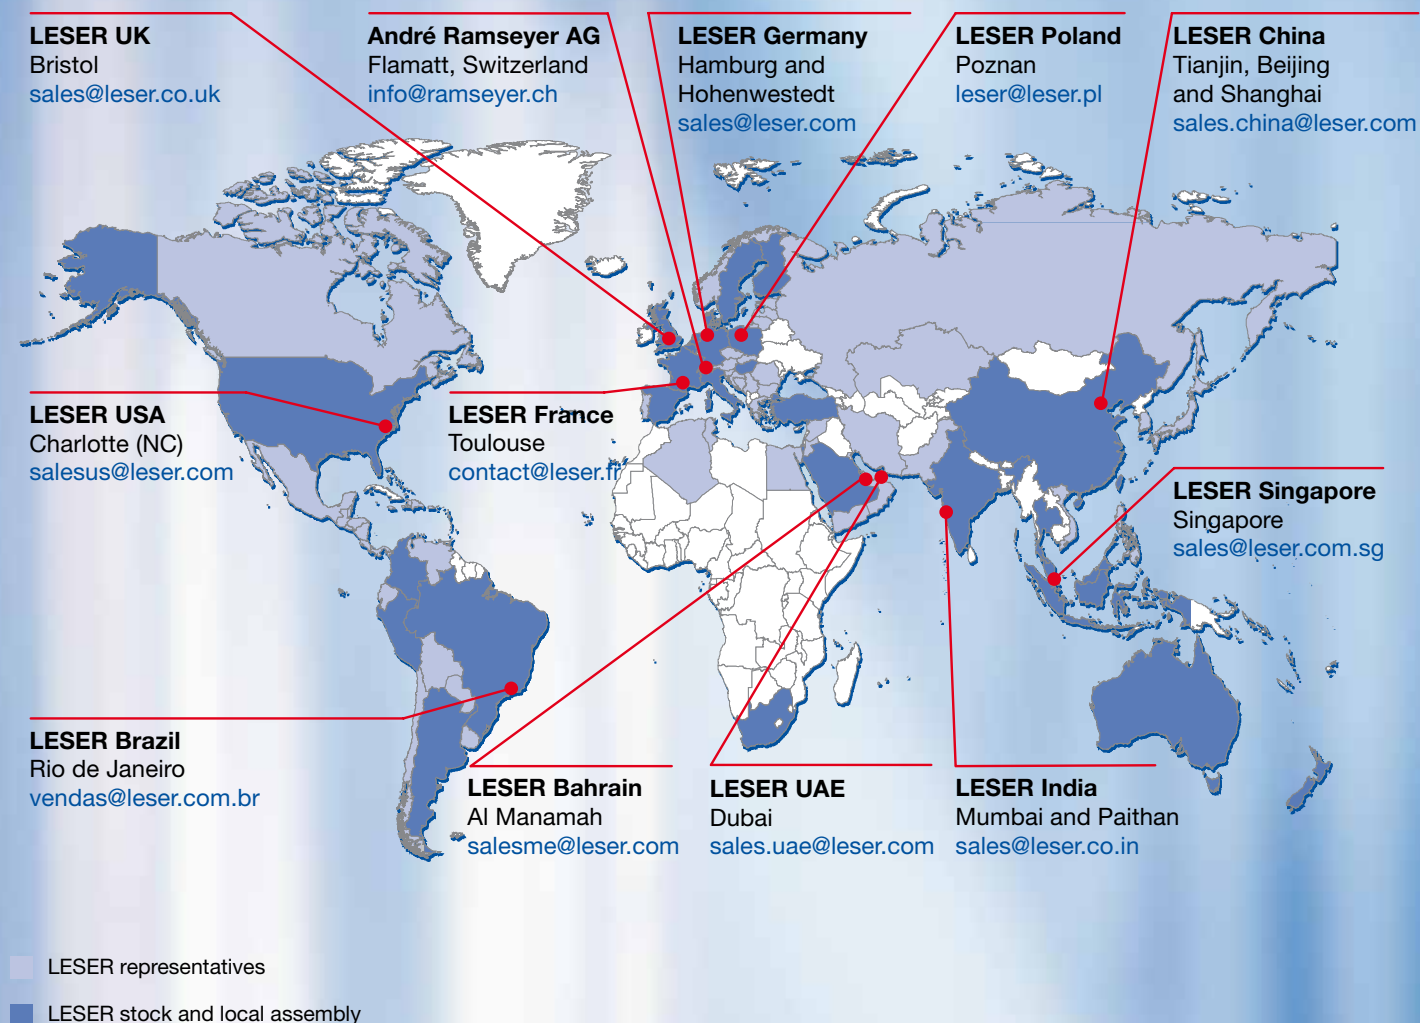 LESER UK
Bristol
sales@leser.co.uk
André Ramseyer AG
Flamatt, Switzerland
info@ramseyer.ch
LESER Germany
Hamburg and
Hohenwestedt
sales@leser.com
LESER Poland
Poznan
leser@leser.pl
LESER China
Tianjin, Beijing
and Shanghai
sales.china@leser.com
LESER USA
Charlotte (NC)
salesus@leser.com
LESER France
Toulouse
contact@leser.fr
LESER Singapore
Singapore
sales@leser.com.sg
LESER Brazil
Rio de Janeiro
vendas@leser.com.br
LESER Bahrain
Al Manamah
salesme@leser.com
LESER UAE
Dubai
sales.uae@leser.com
LESER India
Mumbai and Paithan
sales@leser.co.in
LESER representatives
LESER stock and local assembly